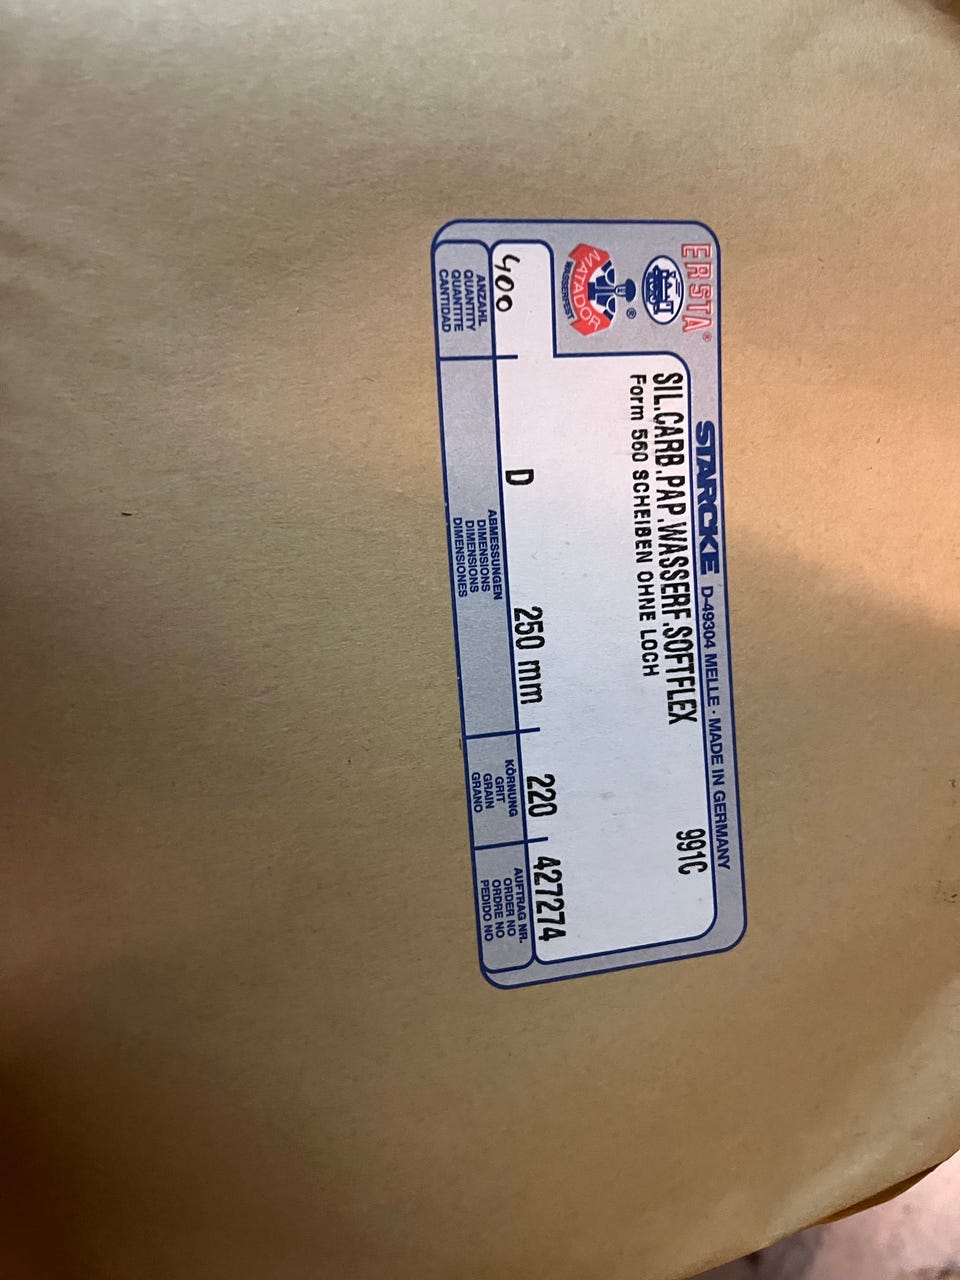 ERSTA®
STARCKE D-49304 MELLE · MADE IN GERMANY
SIL.CARB.PAP.WASSERF.SOFTFLEX 991C
Form 560 SCHEIBEN OHNE LOCH
®
MATADOR
WASSERFEST
400 D 250 mm 220 427274
ANZAHL
QUANTITY
QUANTITE
CANTIDAD
ABMESSUNGEN
DIMENSIONS
DIMENSIONS
DIMENSIONES
KÖRNUNG
GRIT
GRAIN
GRANO
AUFTRAG NR.
ORDER NO
ORDRE NO
PEDIDO NO